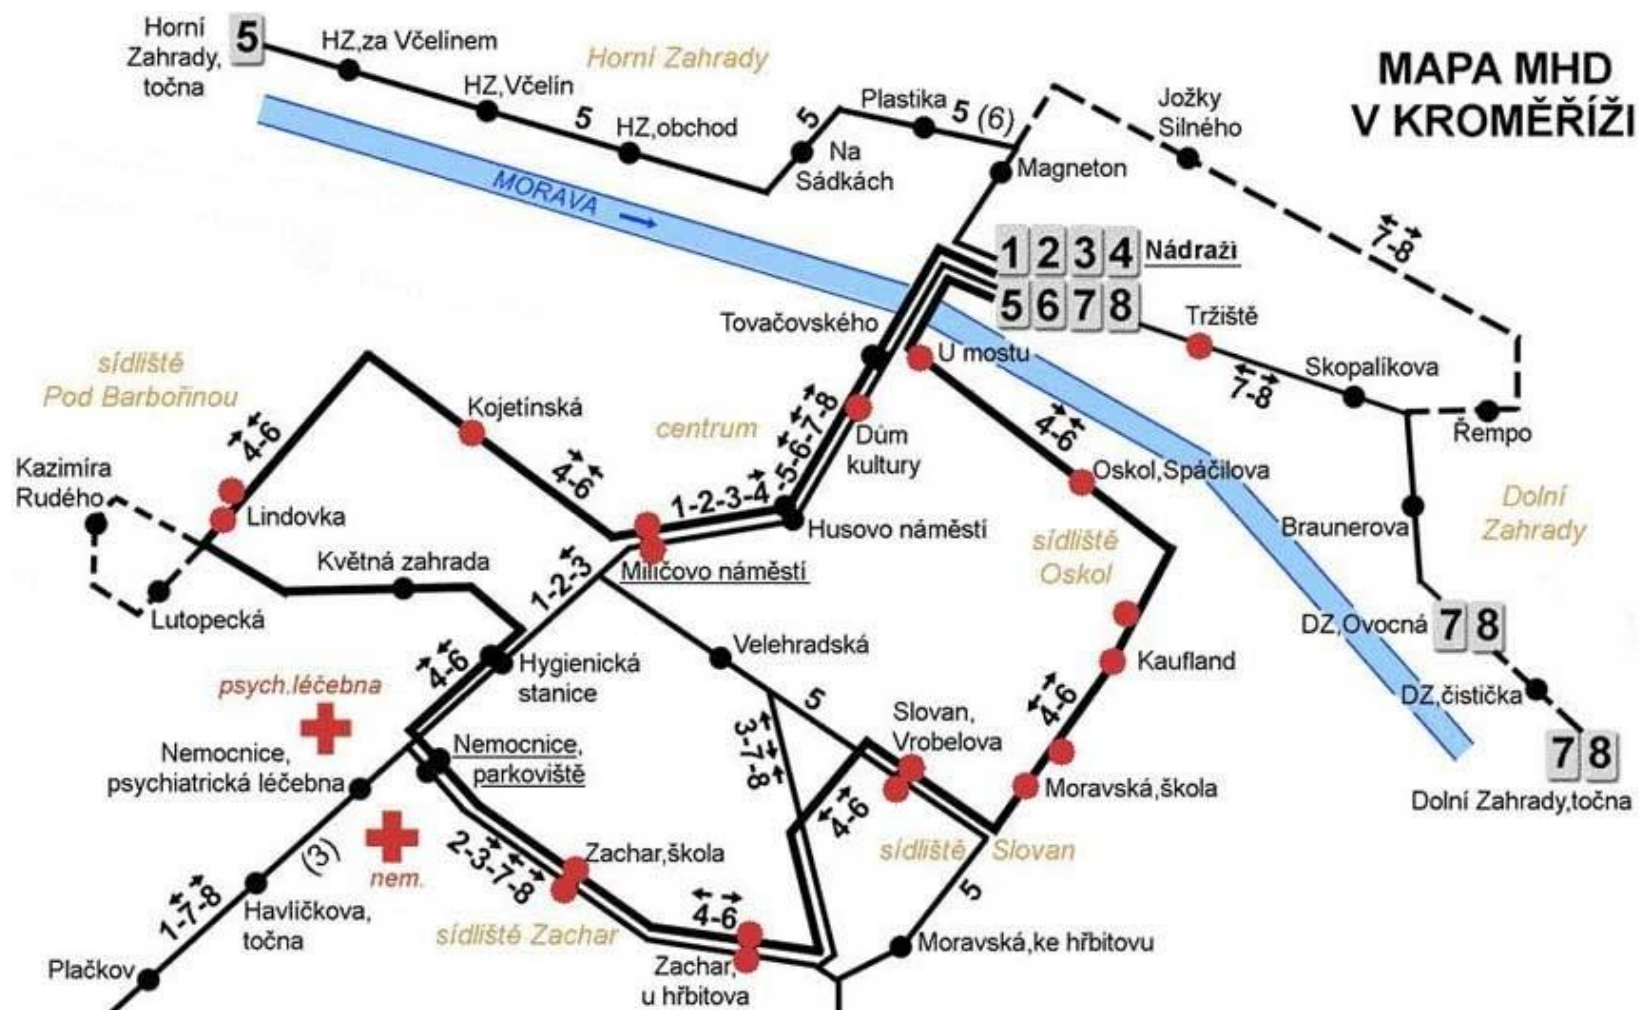 MAPA MHD
V KROMĚŘÍŽI
Horní
Zahrady,
točna
5
HZ,za Včelínem
HZ,Včelín
5
HZ,obchod
Horní Zahrady
5
Na
Sádkách
Plastika
5 (6)
Magneton
Jožky
Silného
7-8
MORAVA
1 2 3 4
Nádraží
5 6 7 8
Tržiště
7-8
Skopalíkova
Řempo
Braunerova
Dolní
Zahrady
DZ,Ovocná
7 8
DZ,čistička
7 8
Dolní Zahrady,točna
Tovačovského
U mostu
4-6
Oskol,Spáčilova
sídliště
Oskol
Dům
kultury
-5-6-7-8
centrum
1-2-3-4
Husovo náměstí
Miličovo náměstí
sídliště
Pod Barbořinou
Kojetínská
4-6
4-6
Kazimíra
Rudého
Lindovka
Květná zahrada
Lutopecká
1-2-3
4-6
Hygienická
stanice
Velehradská
5
Kaufland
4-6
Moravská,škola
Slovan,
Vrobelova
3-7-8
4-6
sídliště Slovan
5
Moravská,ke hřbitovu
psych.léčebna
Nemocnice,
psychiatrická léčebna
Nemocnice,
parkoviště
nem.
(3)
2-3-7-8
Zachar,škola
4-6
sídliště Zachar
Zachar,
u hřbitova
Havlíčkova,
točna
1-7-8
Plačkov